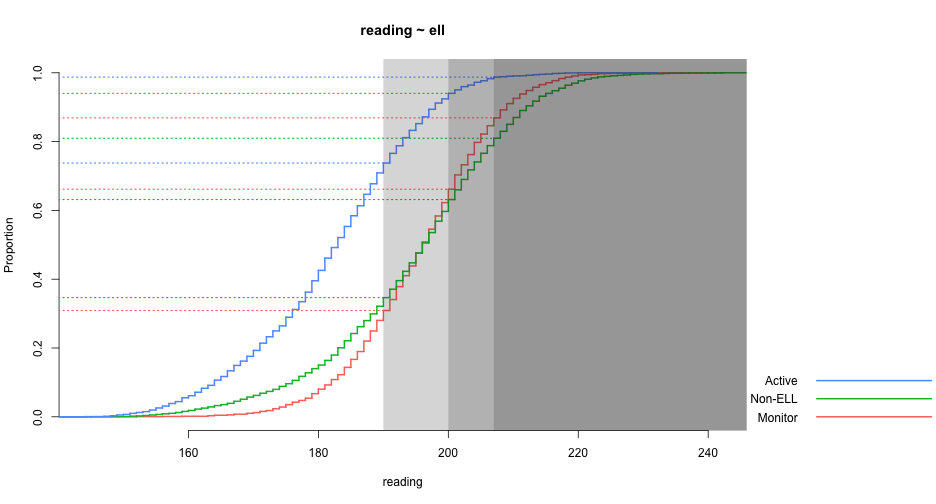 reading ~ ell
Proportion
1.0
0.8
0.6
0.4
0.2
0.0
160 180 200 220 240
reading
Active
Non-ELL
Monitor